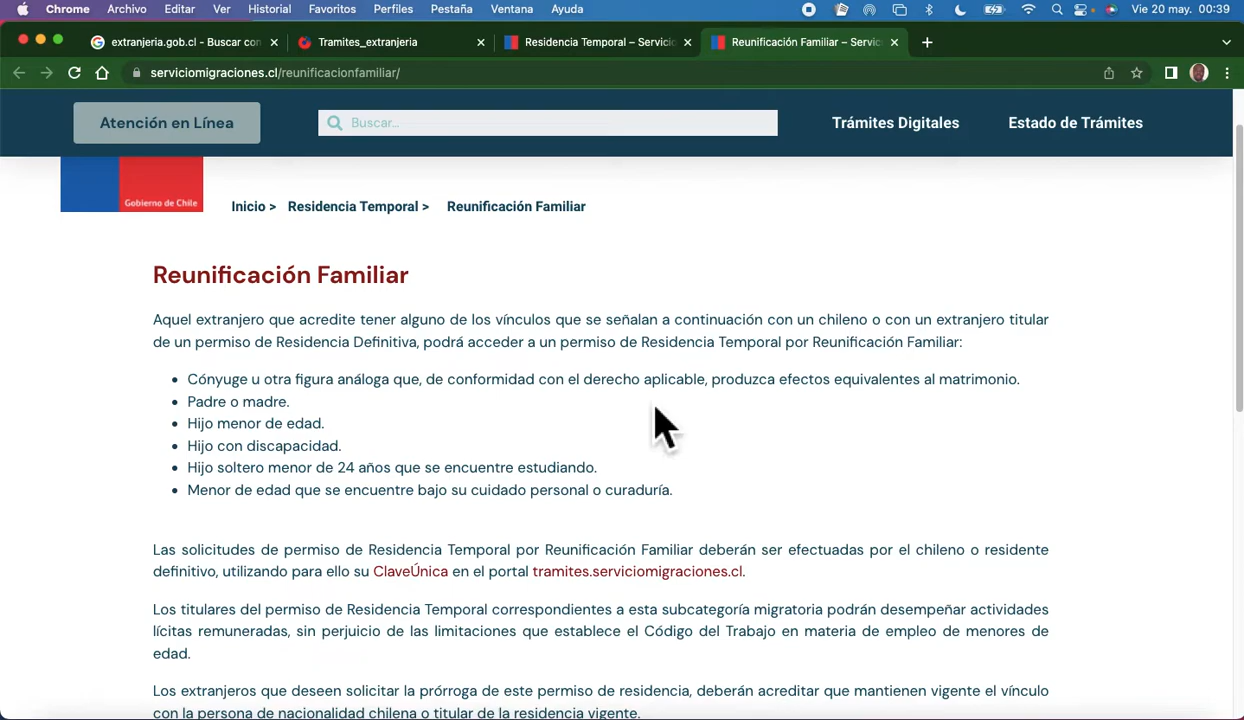 Chrome Archivo Editar Ver Historial Favoritos Perfiles Pestaña Ventana Ayuda Vie 20 may. 00:39
extranjeria.gob.cl - Buscar con Tramites_extranjeria Residencia Temporal – Servicio Reunificación Familiar – Servic
serviciomigraciones.cl/reunificacionfamiliar/
Atención en Línea Buscar... Trámites Digitales Estado de Trámites
Gobierno de Chile
Inicio > Residencia Temporal > Reunificación Familiar
Reunificación Familiar
Aquel extranjero que acredite tener alguno de los vínculos que se señalan a continuación con un chileno o con un extranjero titular
de un permiso de Residencia Definitiva, podrá acceder a un permiso de Residencia Temporal por Reunificación Familiar:
• Cónyuge u otra figura análoga que, de conformidad con el derecho aplicable, produzca efectos equivalentes al matrimonio.
• Padre o madre.
• Hijo menor de edad.
• Hijo con discapacidad.
• Hijo soltero menor de 24 años que se encuentre estudiando.
• Menor de edad que se encuentre bajo su cuidado personal o curaduría.
Las solicitudes de permiso de Residencia Temporal por Reunificación Familiar deberán ser efectuadas por el chileno o residente
definitivo, utilizando para ello su ClaveÚnica en el portal tramites.serviciomigraciones.cl.
Los titulares del permiso de Residencia Temporal correspondientes a esta subcategoría migratoria podrán desempeñar actividades
lícitas remuneradas, sin perjuicio de las limitaciones que establece el Código del Trabajo en materia de empleo de menores de
edad.
Los extranjeros que deseen solicitar la prórroga de este permiso de residencia, deberán acreditar que mantienen vigente el vínculo
con la persona de nacionalidad chilena o titular de la residencia vigente.